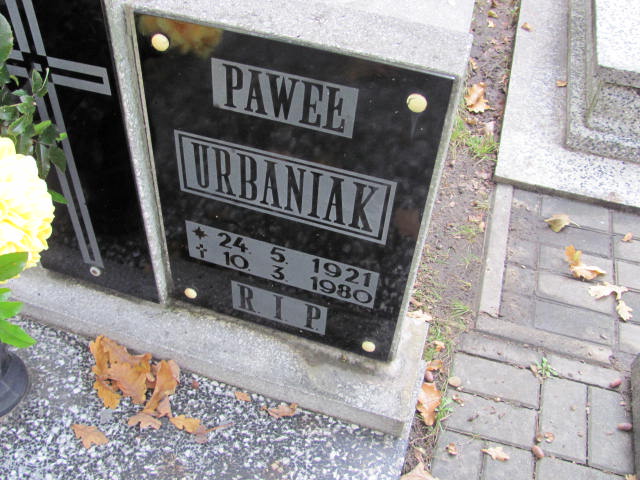 PAWEŁ
URBANIAK
* 24. 5. 1921
† 10. 3. 1980
R.I.P